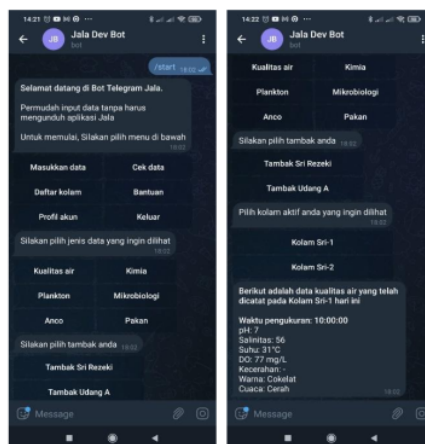 14:21
Jala Dev Bot
bot
/start 18:02
Selamat datang di Bot Telegram Jala.
Permudah input data tanpa harus
mengunduh aplikasi Jala
Untuk memulai, Silakan pilih menu di bawah
18:02
Masukkan data
Cek data
Daftar kolam
Bantuan
Profil akun
Keluar
Silakan pilih jenis data yang ingin dilihat
18:02
Kualitas air
Kimia
Plankton
Mikrobiologi
Anco
Pakan
Silakan pilih tambak anda 18:02
Tambak Sri Rezeki
Tambak Udang A
Message
14:22
JB
Jala Dev Bot
bot
Kualitas air
Kimia
Plankton
Mikrobiologi
Anco
Pakan
Silakan pilih tambak anda 18:02
Tambak Sri Rezeki
Tambak Udang A
Pilih kolam aktif anda yang ingin dilihat
18:02
Kolam Sri-1
Kolam Sri-2
Berikut adalah data kualitas air yang telah
dicatat pada Kolam Sri-1 hari ini
Waktu pengukuran: 10:00:00
pH: 7
Salinitas: 56
Suhu: 31°C
DO: 77 mg/L
Kecerahan: -
Warna: Cokelat
Cuaca: Cerah
18:02
Message